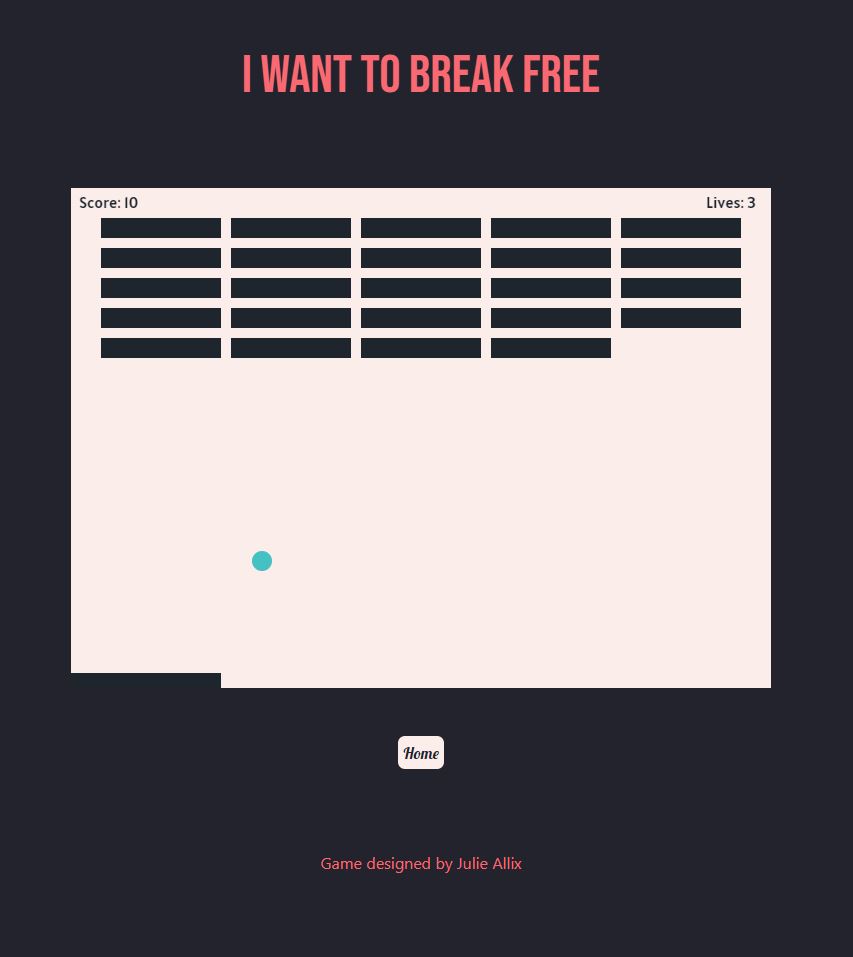 I WANT TO BREAK FREE
Score: 10
Lives: 3
Home
Game designed by Julie Allix